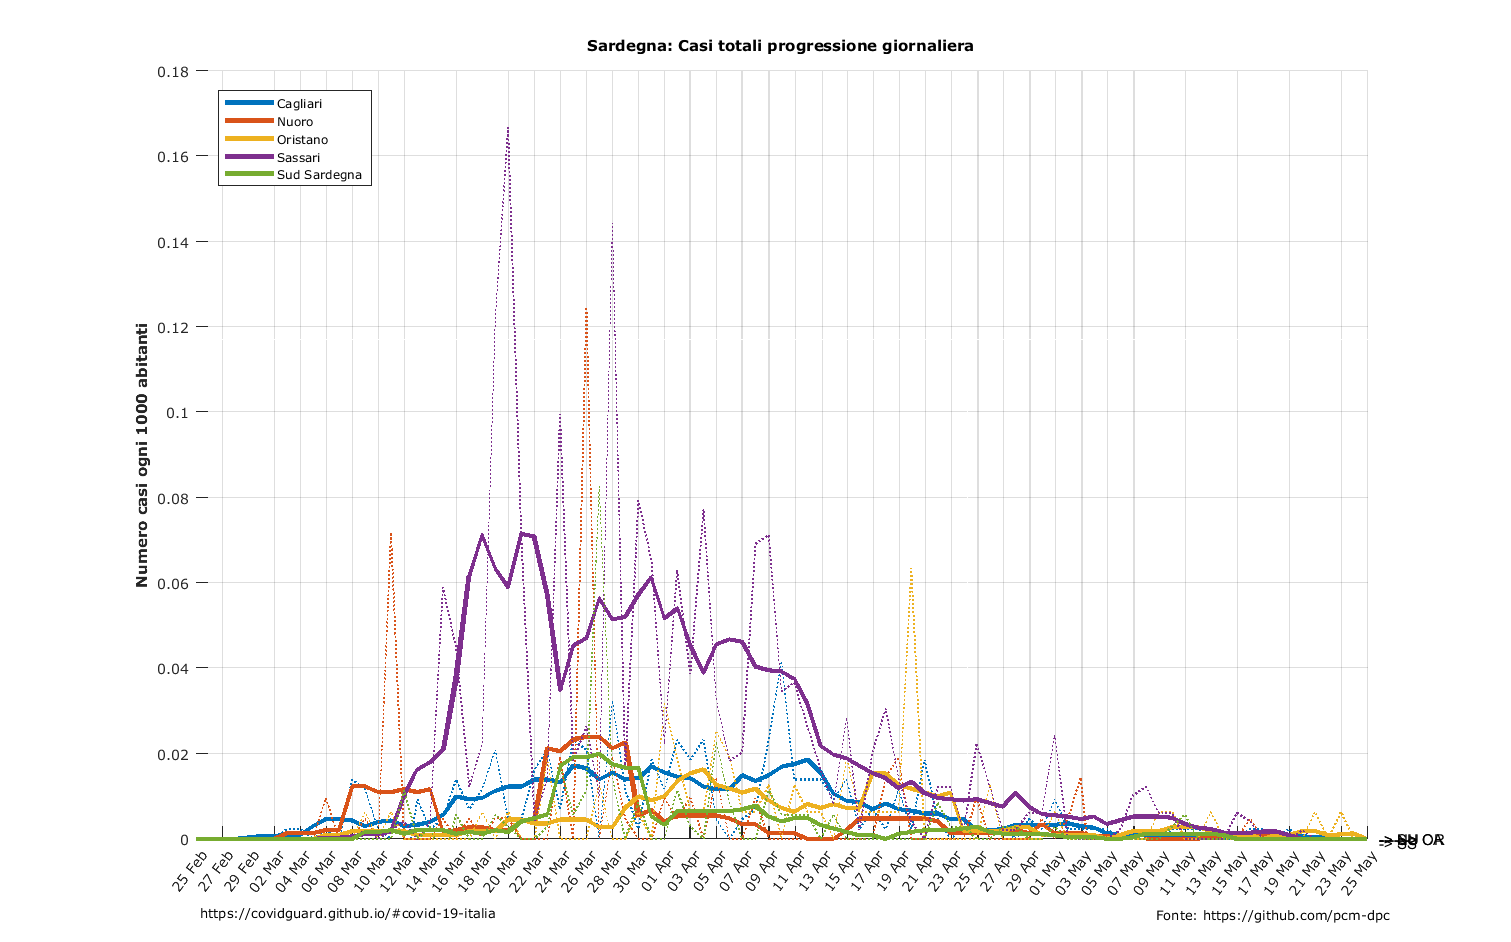 Sardegna: Casi totali progressione giornaliera
Numero casi ogni 1000 abitanti
0.18
0.16
0.14
0.12
0.1
0.08
0.06
0.04
0.02
0
Cagliari
Nuoro
Oristano
Sassari
Sud Sardegna
25 Feb
27 Feb
29 Feb
02 Mar
04 Mar
06 Mar
08 Mar
10 Mar
12 Mar
14 Mar
16 Mar
18 Mar
20 Mar
22 Mar
24 Mar
26 Mar
28 Mar
30 Mar
01 Apr
03 Apr
05 Apr
07 Apr
09 Apr
11 Apr
13 Apr
15 Apr
17 Apr
19 Apr
21 Apr
23 Apr
25 Apr
27 Apr
29 Apr
01 May
03 May
05 May
07 May
09 May
11 May
13 May
15 May
17 May
19 May
21 May
23 May
25 May
https://covidguard.github.io/#covid-19-italia
Fonte: https://github.com/pcm-dpc